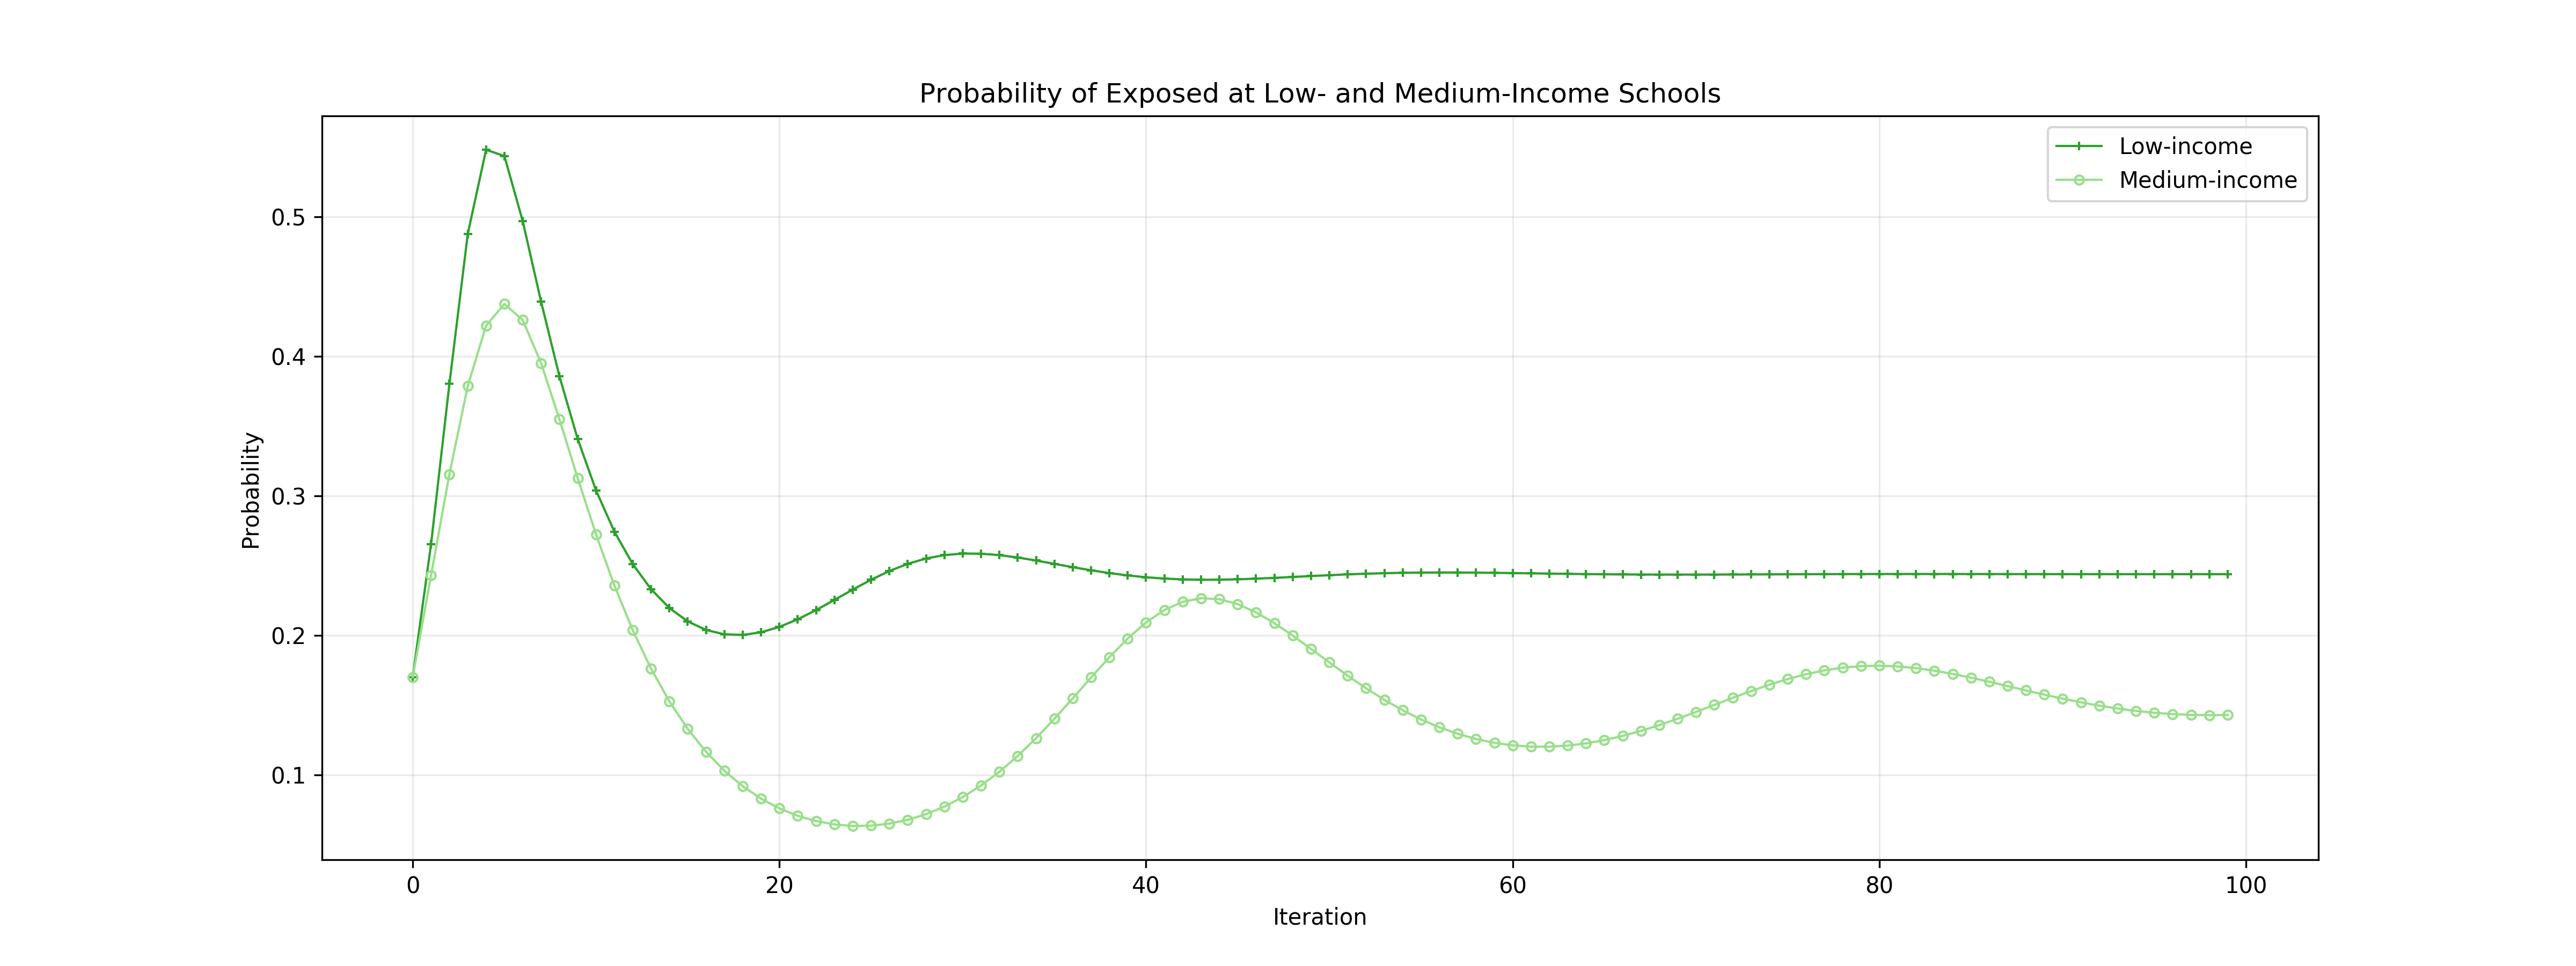 Probability of Exposed at Low- and Medium-Income Schools
Low-income
Medium-income
Probability
0.5
0.4
0.3
0.2
0.1
0 20 40 60 80 100
Iteration